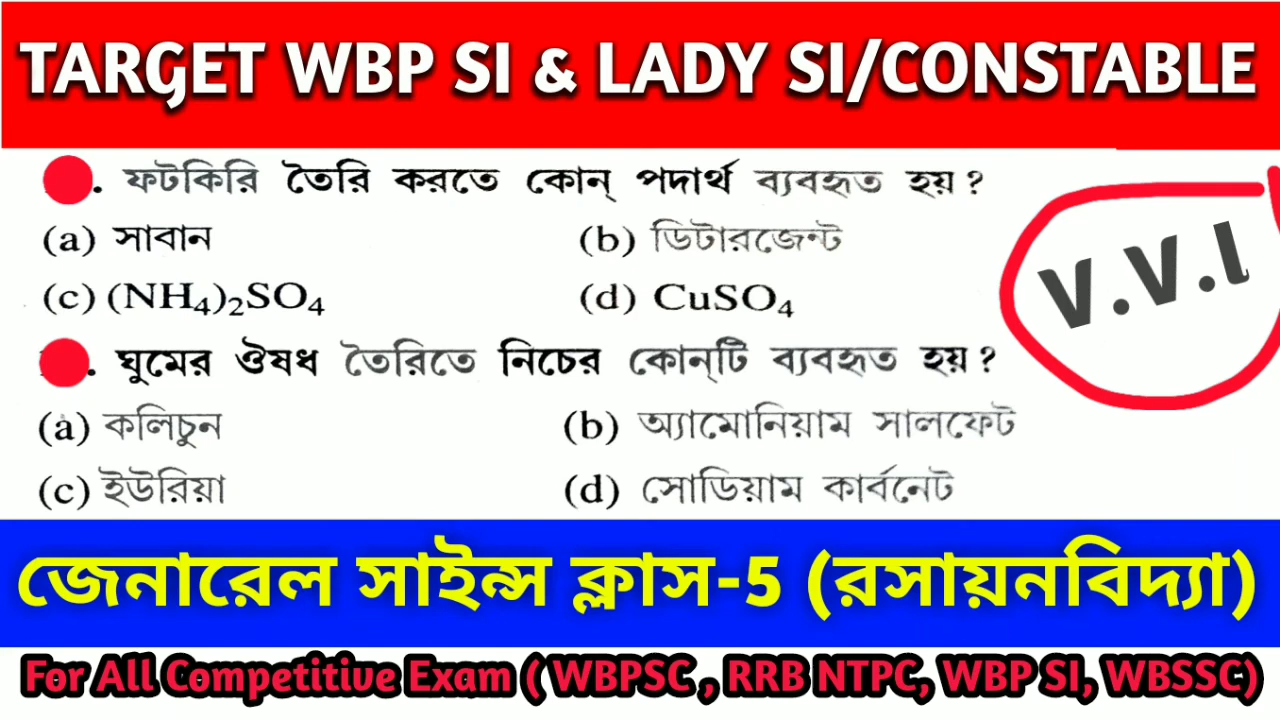 TARGET WBP SI & LADY SI/CONSTABLE
. ফটকিরি তৈরি করতে কোন্ পদার্থ ব্যবহৃত হয়?
(a) সাবান (b) ডিটারজেন্ট
(c) (NH₄)₂SO₄ (d) CuSO₄
V.V.I
. ঘুমের ঔষধ তৈরিতে নিচের কোন্‌টি ব্যবহৃত হয়?
(a) কলিচুন (b) অ্যামোনিয়াম সালফেট
(c) ইউরিয়া (d) সোডিয়াম কার্বনেট
জেনারেল সাইন্স ক্লাস-5 (রসায়নবিদ্যা)
For All Competitive Exam ( WBPSC , RRB NTPC, WBP SI, WBSSC)